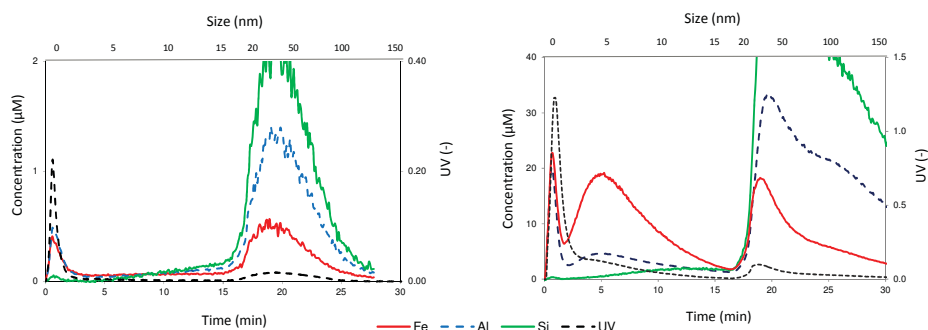 Size (nm)
0 5 10 15 20 50 100 150
2 0.40
1 0.20
0 0.00
0 5 10 15 20 25 30
Concentration (µM)
UV (-)
Time (min)
Size (nm)
0 5 10 15 20 50 100 150
40 1.5
30
1.0
20
0.5
10
0 0.0
0 5 10 15 20 25 30
Concentration (µM)
UV (-)
Time (min)
Fe Al Si UV